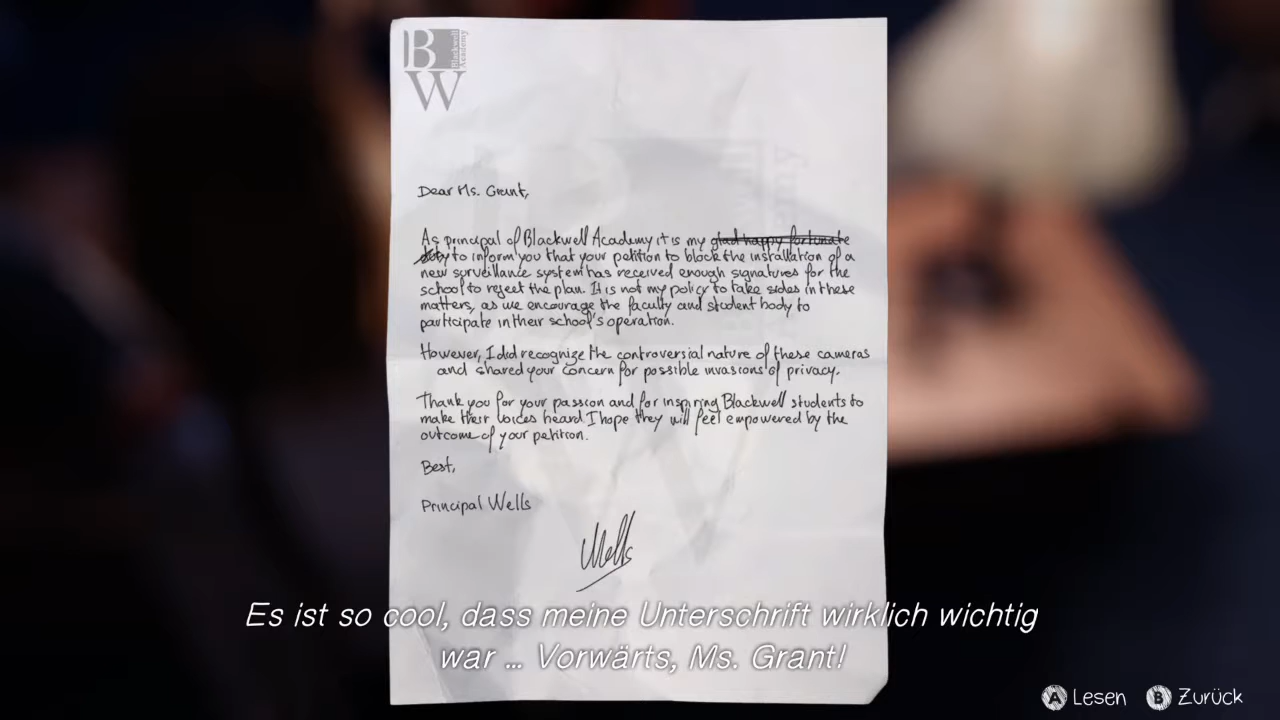 B
Blackwell
Academy
W
Dear Ms. Grant,
As principal of Blackwell Academy it is my glad happy fortunate
duty to inform you that your petition to block the installation of a
new surveillance system has received enough signatures for the
school to reject the plan. It is not my policy to take sides in these
matters, as we encourage the faculty and student body to
participate in their school's operation.
However, I did recognize the controversial nature of these cameras
and shared your concern for possible invasions of privacy.
Thank you for your passion and for inspiring Blackwell students to
make their voices heard I hope they will feel empowered by the
outcome of your petition.
Best,
Principal Wells
Wells
Es ist so cool, dass meine Unterschrift wirklich wichtig
war ... Vorwärts, Ms. Grant!
A Lesen B Zurück